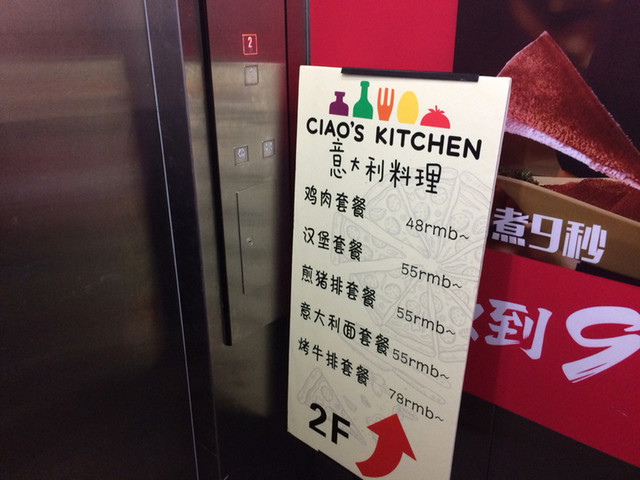 2
CIAO'S KITCHEN
意大利料理
鸡肉套餐 48rmb~
汉堡套餐 55rmb~
煎猪排套餐 55rmb~
意大利面套餐 55rmb~
烤牛排套餐 78rmb~
2F
煮9秒
到9